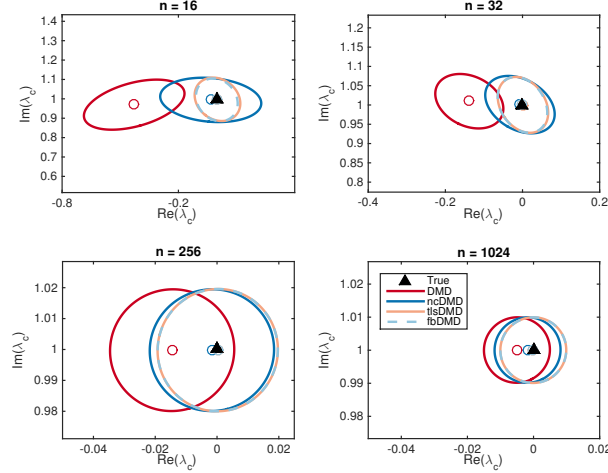 n = 16
1.4
1.3
1.2
1.1
1
0.9
0.8
0.7
0.6
Im(λc)
-0.8
-0.2
Re(λc)
n = 32
1.2
1.15
1.1
1.05
1
0.95
0.9
0.85
0.8
Im(λc)
-0.4
-0.2
0
0.2
Re(λc)
n = 256
1.02
1.01
1
0.99
0.98
Im(λc)
-0.04
-0.02
0
0.02
Re(λc)
n = 1024
1.02
1.01
1
0.99
0.98
Im(λc)
True
DMD
ncDMD
tlsDMD
fbDMD
-0.04
-0.02
0
0.02
Re(λc)